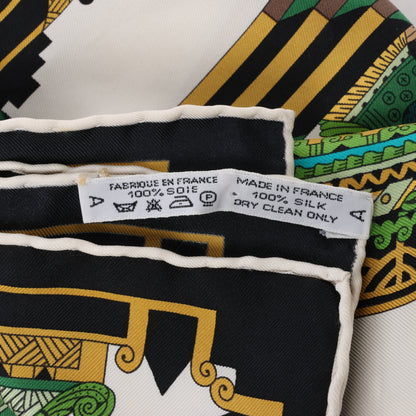 A
FABRIQUE EN FRANCE
100% SOIE
P
MADE IN FRANCE
100% SILK
DRY CLEAN ONLY
A